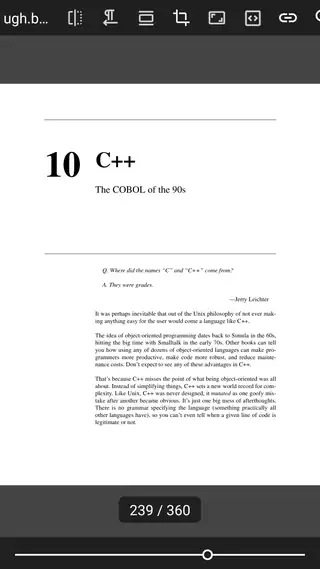 ugh.b...
10 C++
The COBOL of the 90s
Q. Where did the names “C” and “C++” come from?
A. They were grades.
—Jerry Leichter
It was perhaps inevitable that out of the Unix philosophy of not ever mak-
ing anything easy for the user would come a language like C++.
The idea of object-oriented programming dates back to Simula in the 60s,
hitting the big time with Smalltalk in the early 70s. Other books can tell
you how using any of dozens of object-oriented languages can make pro-
grammers more productive, make code more robust, and reduce mainte-
nance costs. Don’t expect to see any of these advantages in C++.
That’s because C++ misses the point of what being object-oriented was all
about. Instead of simplifying things, C++ sets a new world record for com-
plexity. Like Unix, C++ was never designed, it mutated as one goofy mis-
take after another became obvious. It’s just one big mess of afterthoughts.
There is no grammar specifying the language (something practically all
other languages have), so you can’t even tell when a given line of code is
legitimate or not.
239 / 360